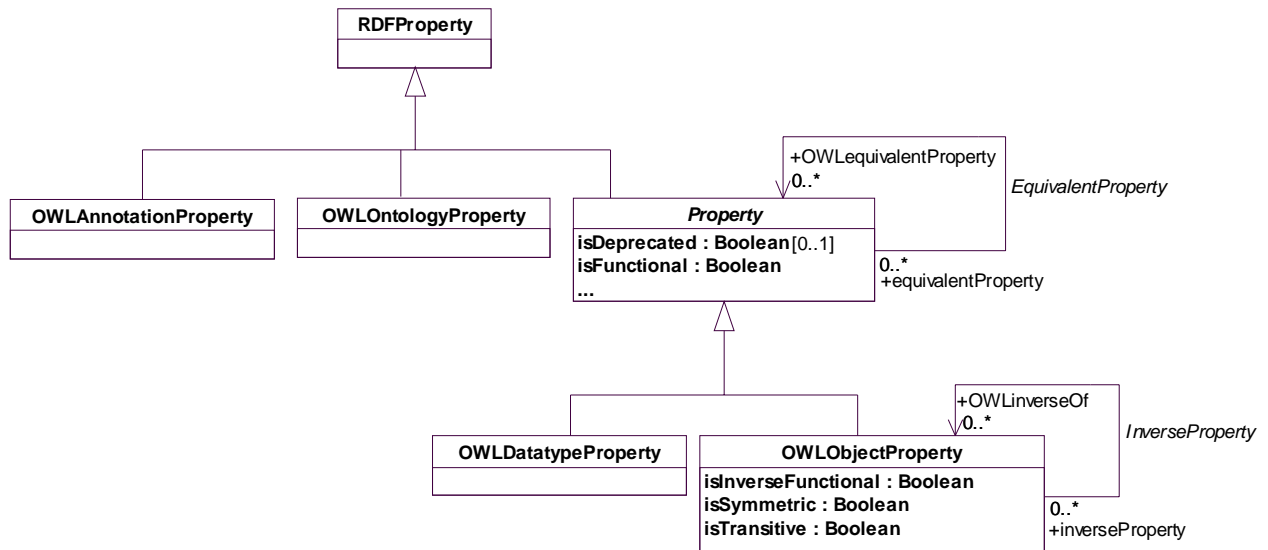 RDFProperty
+OWLequivalentProperty
0..*
EquivalentProperty
OWLAnnotationProperty
OWLOntologyProperty
Property
isDeprecated : Boolean[0..1]
isFunctional : Boolean
...
0..*
+equivalentProperty
+OWLinverseOf
0..*
InverseProperty
OWLDatatypeProperty
OWLObjectProperty
isInverseFunctional : Boolean
isSymmetric : Boolean
isTransitive : Boolean
0..*
+inverseProperty